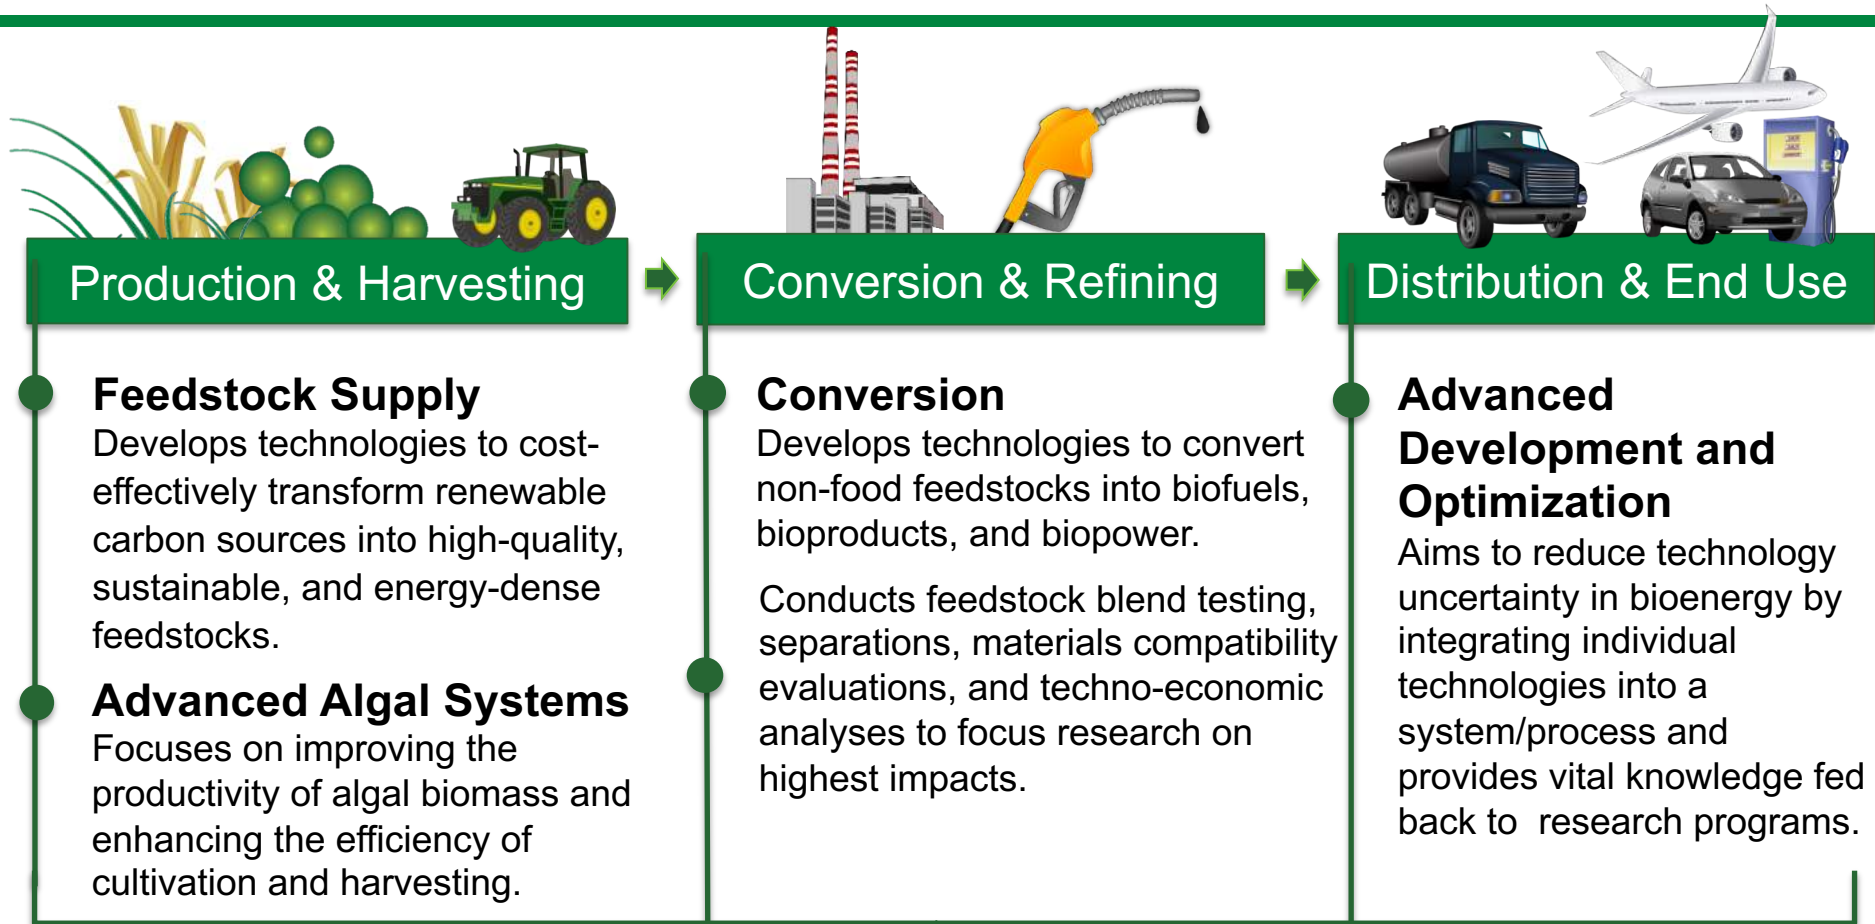 Production & Harvesting
Conversion & Refining
Distribution & End Use
Feedstock Supply
Develops technologies to cost-
effectively transform renewable
carbon sources into high-quality,
sustainable, and energy-dense
feedstocks.
Advanced Algal Systems
Focuses on improving the
productivity of algal biomass and
enhancing the efficiency of
cultivation and harvesting.
Conversion
Develops technologies to convert
non-food feedstocks into biofuels,
bioproducts, and biopower.
Conducts feedstock blend testing,
separations, materials compatibility
evaluations, and techno-economic
analyses to focus research on
highest impacts.
Advanced
Development and
Optimization
Aims to reduce technology
uncertainty in bioenergy by
integrating individual
technologies into a
system/process and
provides vital knowledge fed
back to  research programs.